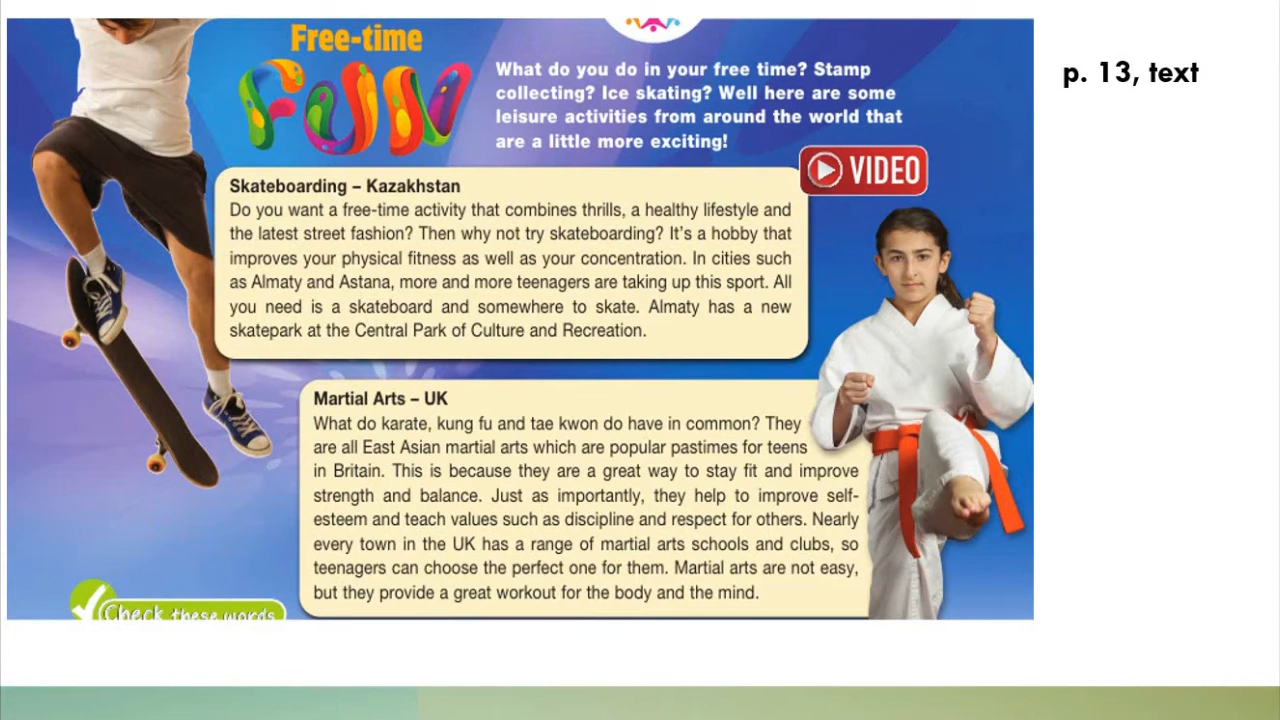 Free-time
FUN
What do you do in your free time? Stamp
collecting? Ice skating? Well here are some
leisure activities from around the world that
are a little more exciting!
p. 13, text
VIDEO
Skateboarding – Kazakhstan
Do you want a free-time activity that combines thrills, a healthy lifestyle and
the latest street fashion? Then why not try skateboarding? It's a hobby that
improves your physical fitness as well as your concentration. In cities such
as Almaty and Astana, more and more teenagers are taking up this sport. All
you need is a skateboard and somewhere to skate. Almaty has a new
skatepark at the Central Park of Culture and Recreation.
Martial Arts – UK
What do karate, kung fu and tae kwon do have in common? They
are all East Asian martial arts which are popular pastimes for teens
in Britain. This is because they are a great way to stay fit and improve
strength and balance. Just as importantly, they help to improve self-
esteem and teach values such as discipline and respect for others. Nearly
every town in the UK has a range of martial arts schools and clubs, so
teenagers can choose the perfect one for them. Martial arts are not easy,
but they provide a great workout for the body and the mind.
Check these words